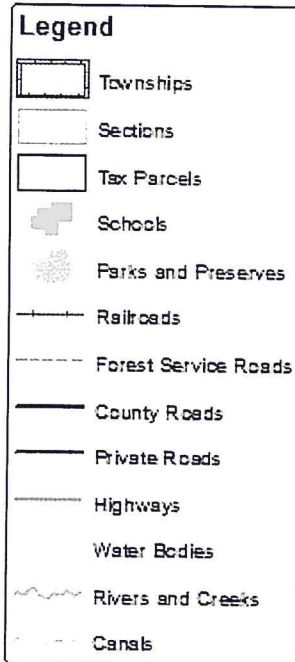 Legend
Townships
Sections
Tax Parcels
Schools
Parks and Preserves
Railroads
Forest Service Roads
County Roads
Private Roads
Highways
Water Bodies
Rivers and Creeks
Canals